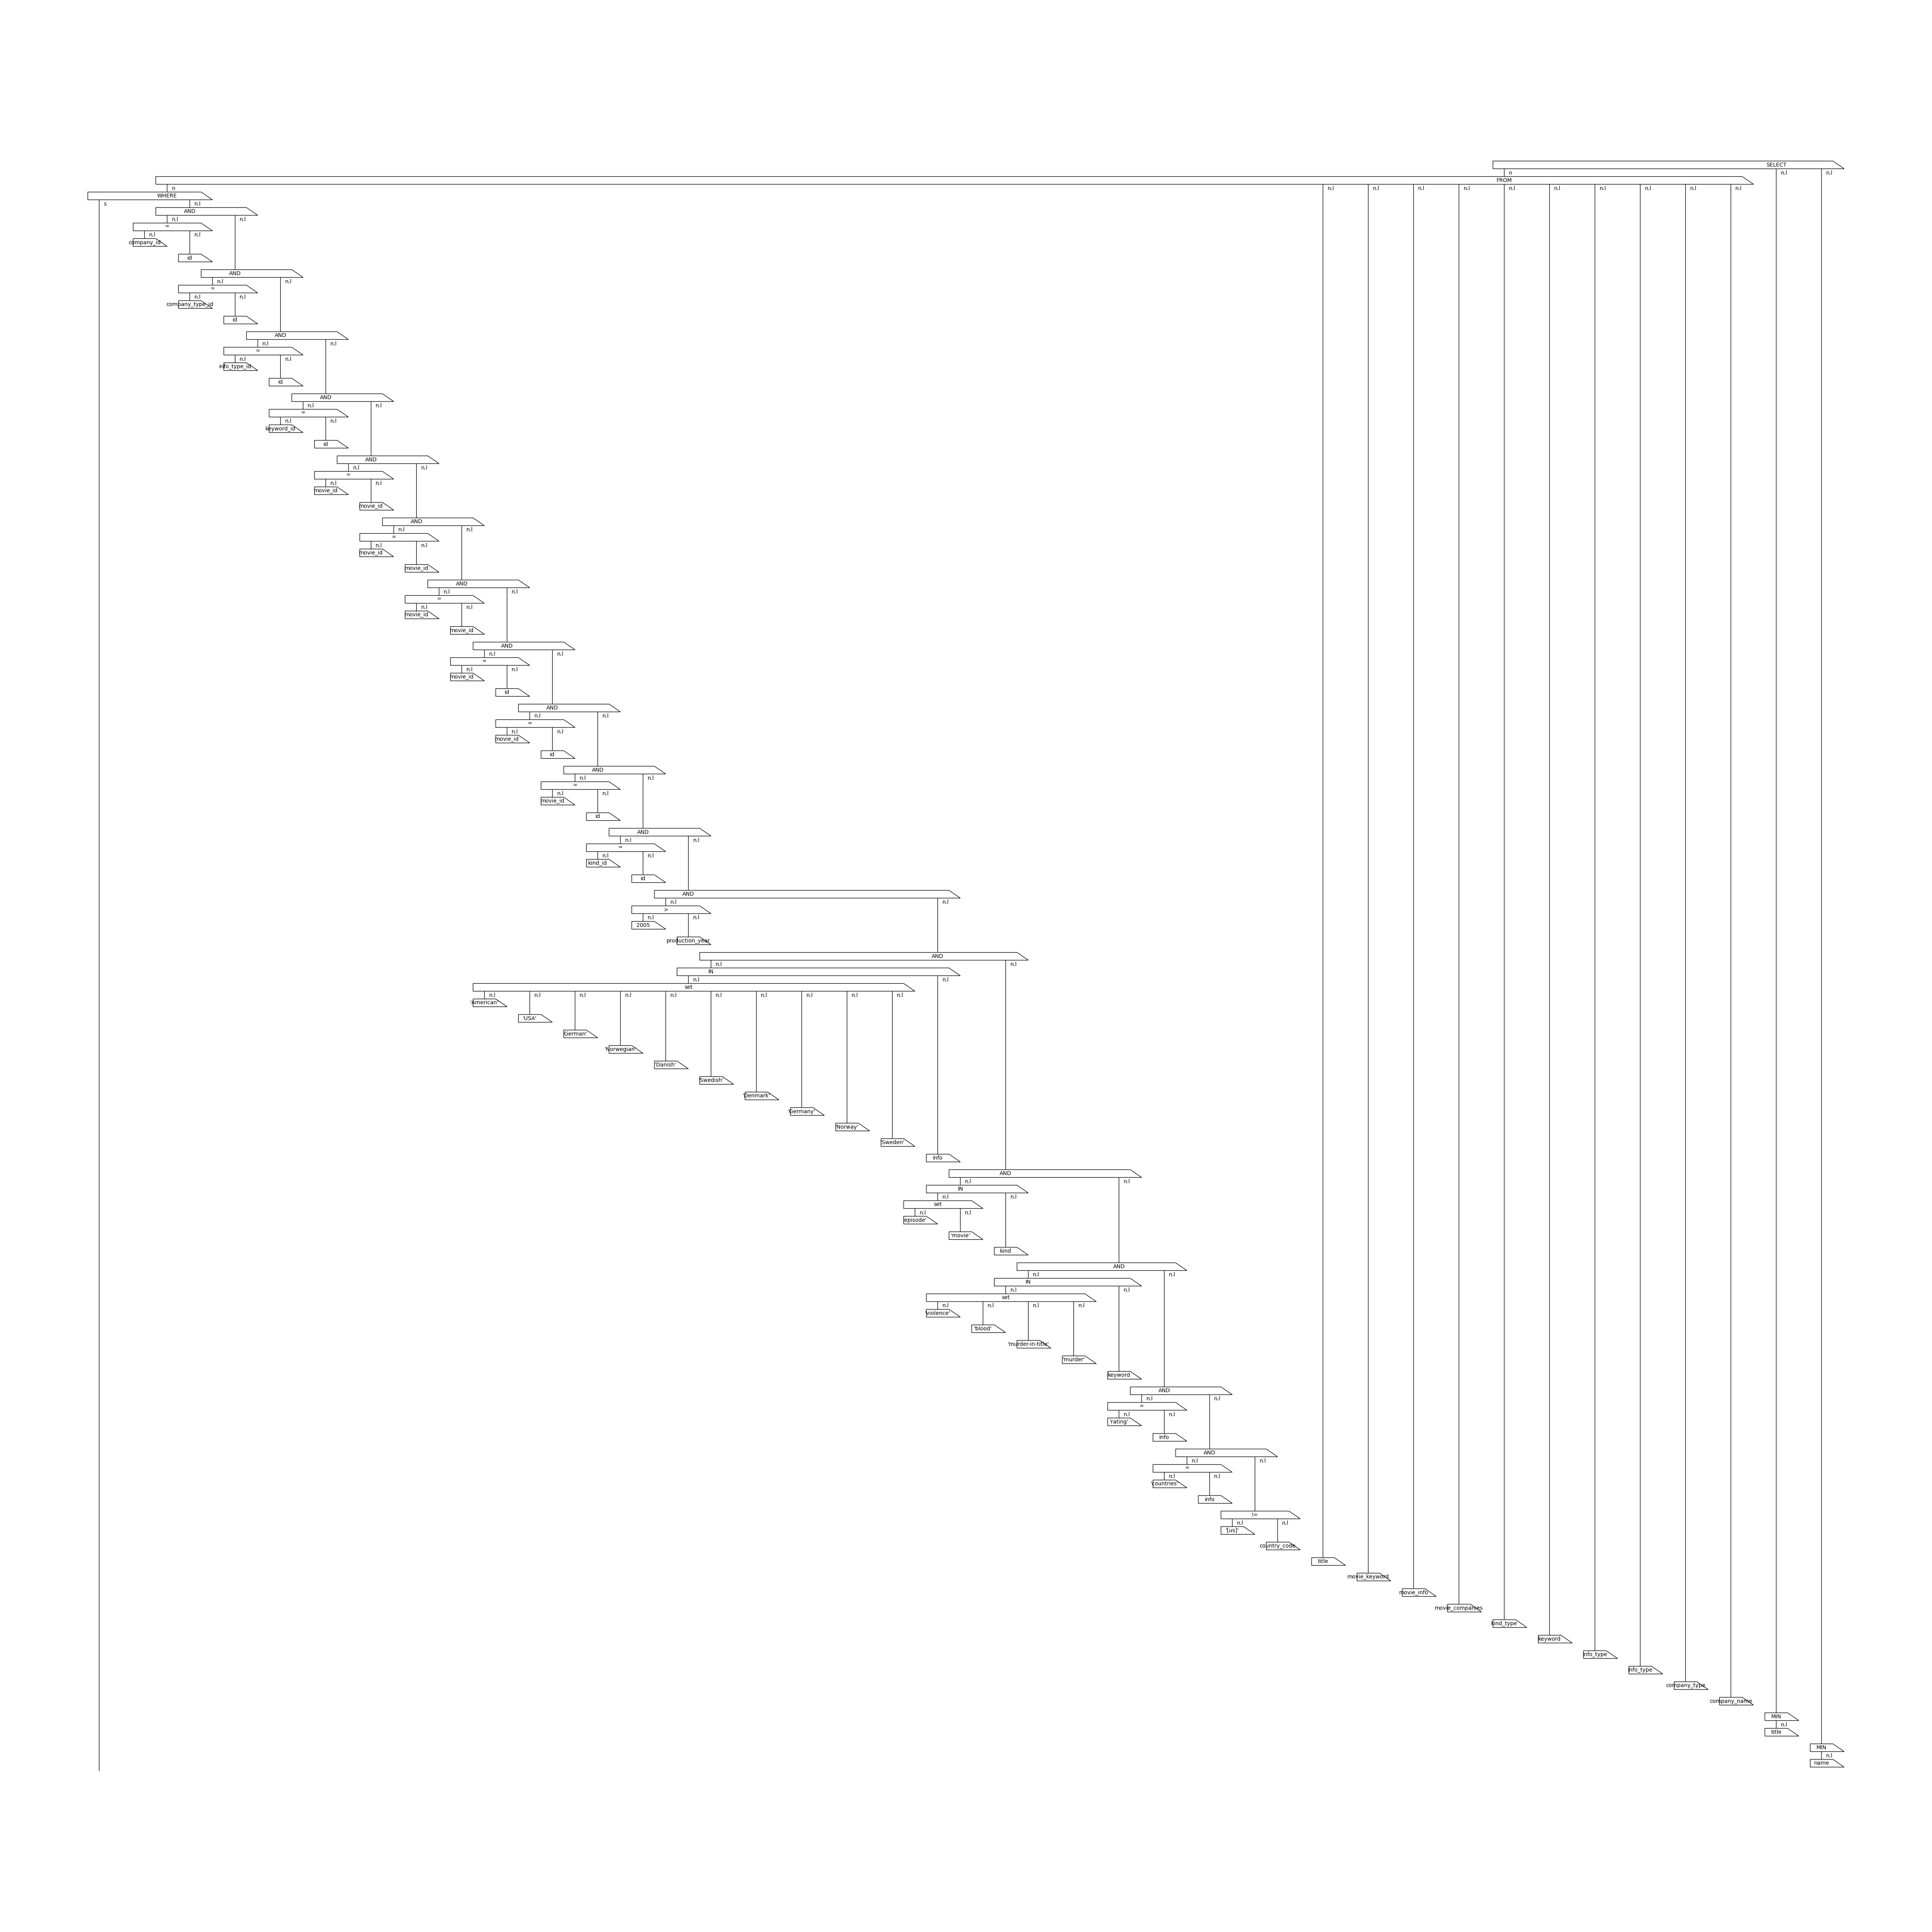 SELECT
n n.l n.l
FROM
n n.l n.l n.l n.l n.l n.l n.l n.l n.l n.l
WHERE
s n.l
AND
n.l n.l
=
n.l n.l
company_id
id
AND
n.l n.l
=
n.l n.l
company_type_id
id
AND
n.l n.l
=
n.l n.l
info_type_id
id
AND
n.l n.l
=
n.l n.l
keyword_id
id
AND
n.l n.l
=
n.l n.l
movie_id
movie_id
AND
n.l n.l
=
n.l n.l
movie_id
movie_id
AND
n.l n.l
=
n.l n.l
movie_id
movie_id
AND
n.l n.l
=
n.l n.l
movie_id
id
AND
n.l n.l
=
n.l n.l
movie_id
id
AND
n.l n.l
=
n.l n.l
movie_id
id
AND
n.l n.l
=
n.l n.l
kind_id
id
AND
n.l n.l
>
n.l n.l
2005
production_year
AND
n.l n.l
IN
n.l n.l
set
n.l n.l n.l n.l n.l n.l n.l n.l n.l n.l
'American'
'USA'
'German'
'Norwegian'
'Danish'
'Swedish'
'Denmark'
'Germany'
'Norway'
'Sweden'
info
AND
n.l n.l
IN
n.l n.l
set
n.l n.l
'episode'
'movie'
kind
AND
n.l n.l
IN
n.l n.l
set
n.l n.l n.l n.l
'violence'
'blood'
'murder-in-title'
'murder'
keyword
AND
n.l n.l
=
n.l n.l
'rating'
info
AND
n.l n.l
=
n.l n.l
'countries'
info
!=
n.l n.l
'[us]'
country_code
title
movie_keyword
movie_info
movie_companies
kind_type
keyword
info_type
info_type
company_type
company_name
MIN
n.l
title
MIN
n.l
name